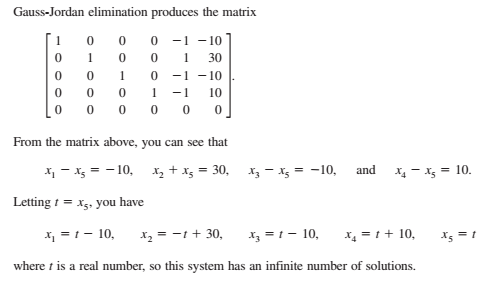 Gauss-Jordan elimination produces the matrix
1 0 0 0 −1 −10
0 1 0 0 1 30
0 0 1 0 −1 −10
0 0 0 1 −1 10
0 0 0 0 0 0 .
From the matrix above, you can see that
x₁ − x₅ = −10, x₂ + x₅ = 30, x₃ − x₅ = −10, and x₄ − x₅ = 10.
Letting t = x₅, you have
x₁ = t − 10, x₂ = −t + 30, x₃ = t − 10, x₄ = t + 10, x₅ = t
where t is a real number, so this system has an infinite number of solutions.